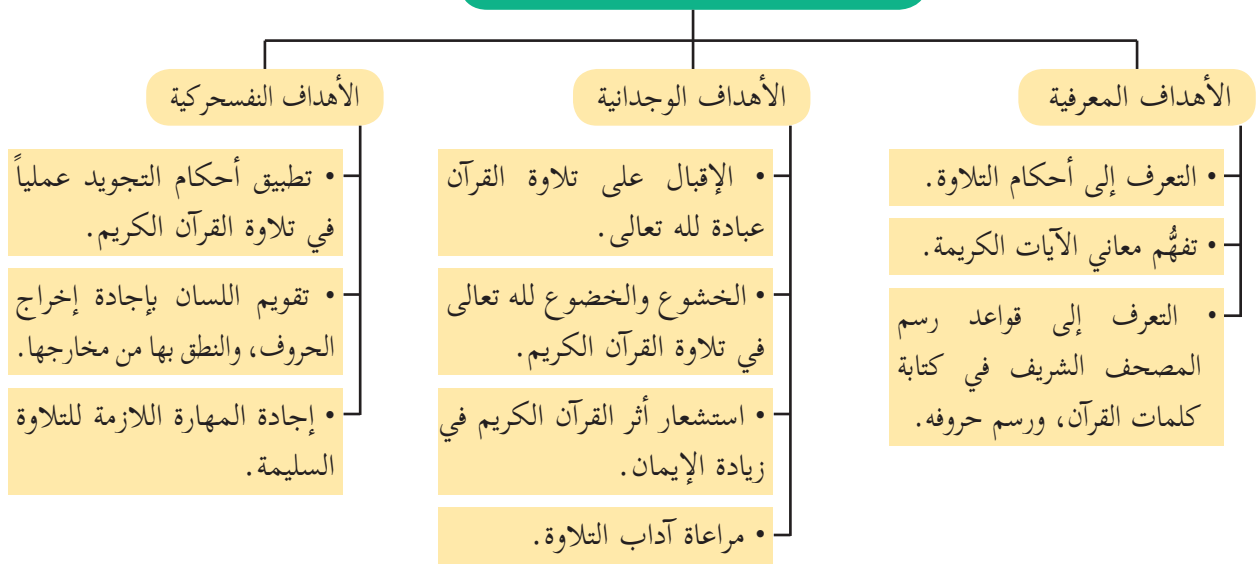 الأهداف المعرفية
• التعرف إلى أحكام التلاوة.
• تفهُّم معاني الآيات الكريمة.
• التعرف إلى قواعد رسم
المصحف الشريف في كتابة
كلمات القرآن، ورسم حروفه.
الأهداف الوجدانية
• الإقبال على تلاوة القرآن
عبادة لله تعالى.
• الخشوع والخضوع لله تعالى
في تلاوة القرآن الكريم.
• استشعار أثر القرآن الكريم في
زيادة الإيمان.
• مراعاة آداب التلاوة.
الأهداف النفسحركية
• تطبيق أحكام التجويد عملياً
في تلاوة القرآن الكريم.
• تقويم اللسان بإجادة إخراج
الحروف، والنطق بها من مخارجها.
• إجادة المهارة اللازمة للتلاوة
السليمة.